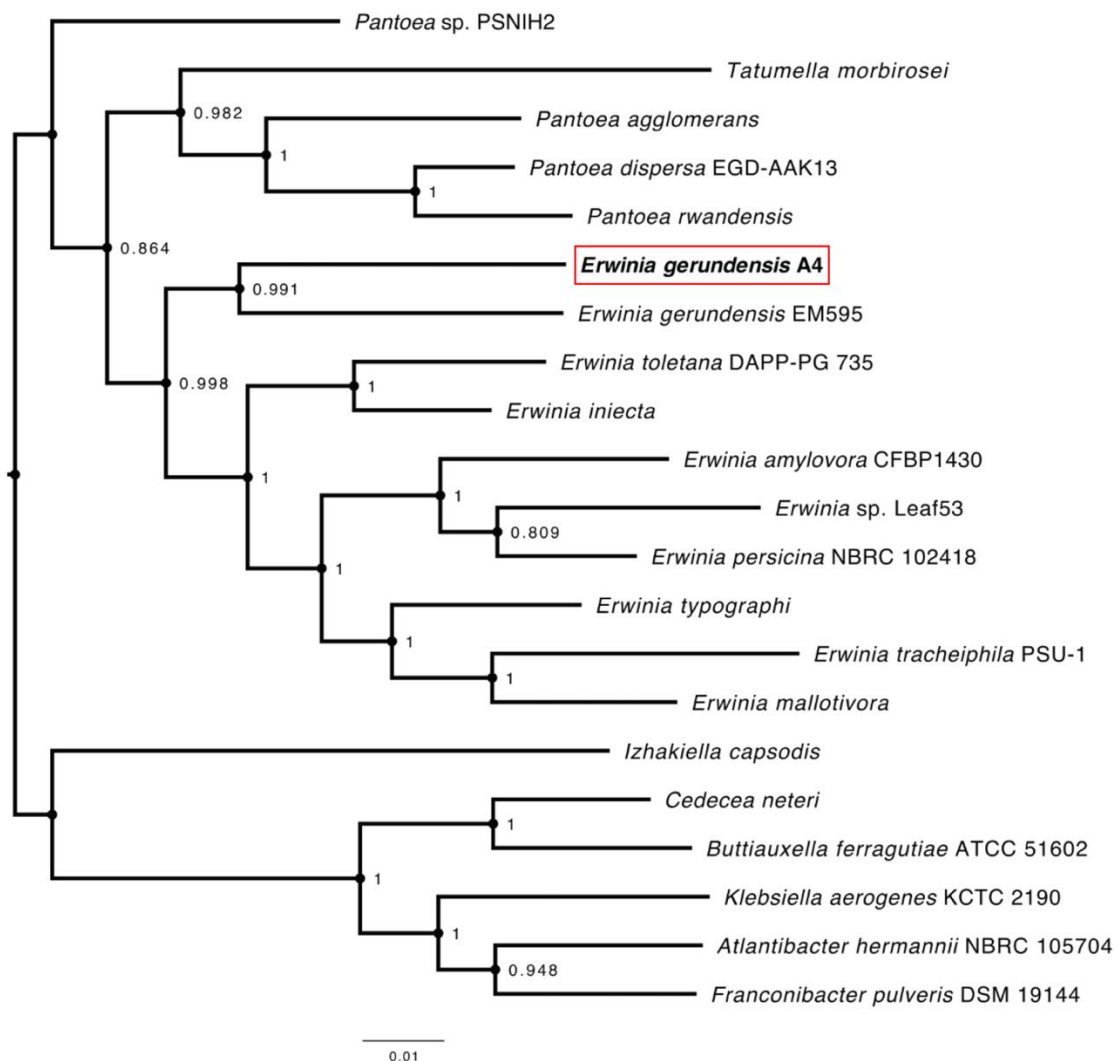 Pantoea sp. PSNIH2
Tatumella morbirosei
0.982
Pantoea agglomerans
1
Pantoea dispersa EGD-AAK13
1
Pantoea rwandensis
0.864
Erwinia gerundensis A4
0.991
Erwinia gerundensis EM595
Erwinia toletana DAPP-PG 735
0.998
1
Erwinia iniecta
Erwinia amylovora CFBP1430
1
1
Erwinia sp. Leaf53
0.809
Erwinia persicina NBRC 102418
1
Erwinia typographi
1
Erwinia tracheiphila PSU-1
1
Erwinia mallotivora
Izhakiella capsodis
Cedecea neteri
1
Buttiauxella ferragutiae ATCC 51602
1
Klebsiella aerogenes KCTC 2190
1
Atlantibacter hermannii NBRC 105704
0.948
Franconibacter pulveris DSM 19144
0.01